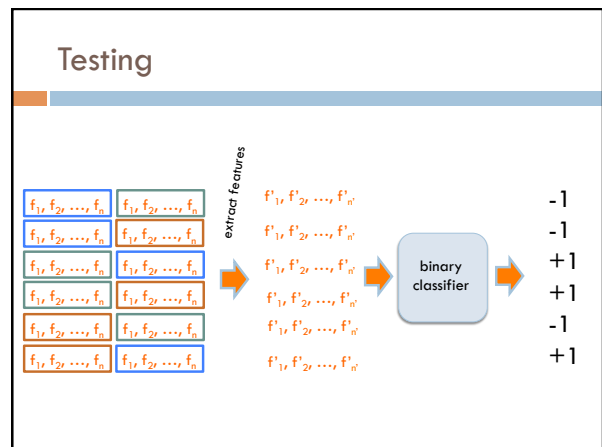 Testing
extract features
f₁, f₂, …, fₙ f₁, f₂, …, fₙ f'₁, f'₂, …, f'ₙ' -1
f₁, f₂, …, fₙ f₁, f₂, …, fₙ f'₁, f'₂, …, f'ₙ' -1
f₁, f₂, …, fₙ f₁, f₂, …, fₙ f'₁, f'₂, …, f'ₙ' +1
binary
classifier
f₁, f₂, …, fₙ f₁, f₂, …, fₙ f'₁, f'₂, …, f'ₙ' +1
f₁, f₂, …, fₙ f₁, f₂, …, fₙ f'₁, f'₂, …, f'ₙ' -1
f₁, f₂, …, fₙ f₁, f₂, …, fₙ f'₁, f'₂, …, f'ₙ' +1